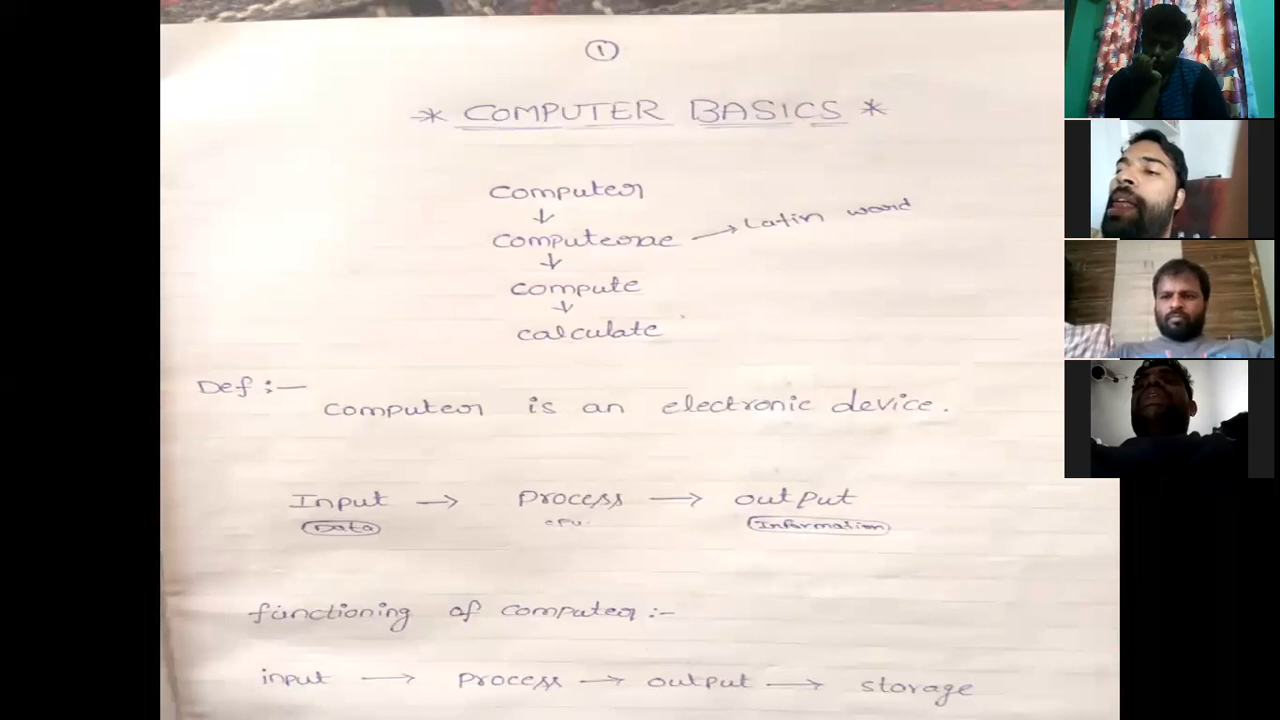 1
* COMPUTER BASICS *
Computer
↓
Computerae → Latin word
↓
compute
↓
calculate
Def :-
Computer is an electronic device.
Input → Process → output
Data CPU. Information
functioning of computer :-
input → process → output → storage